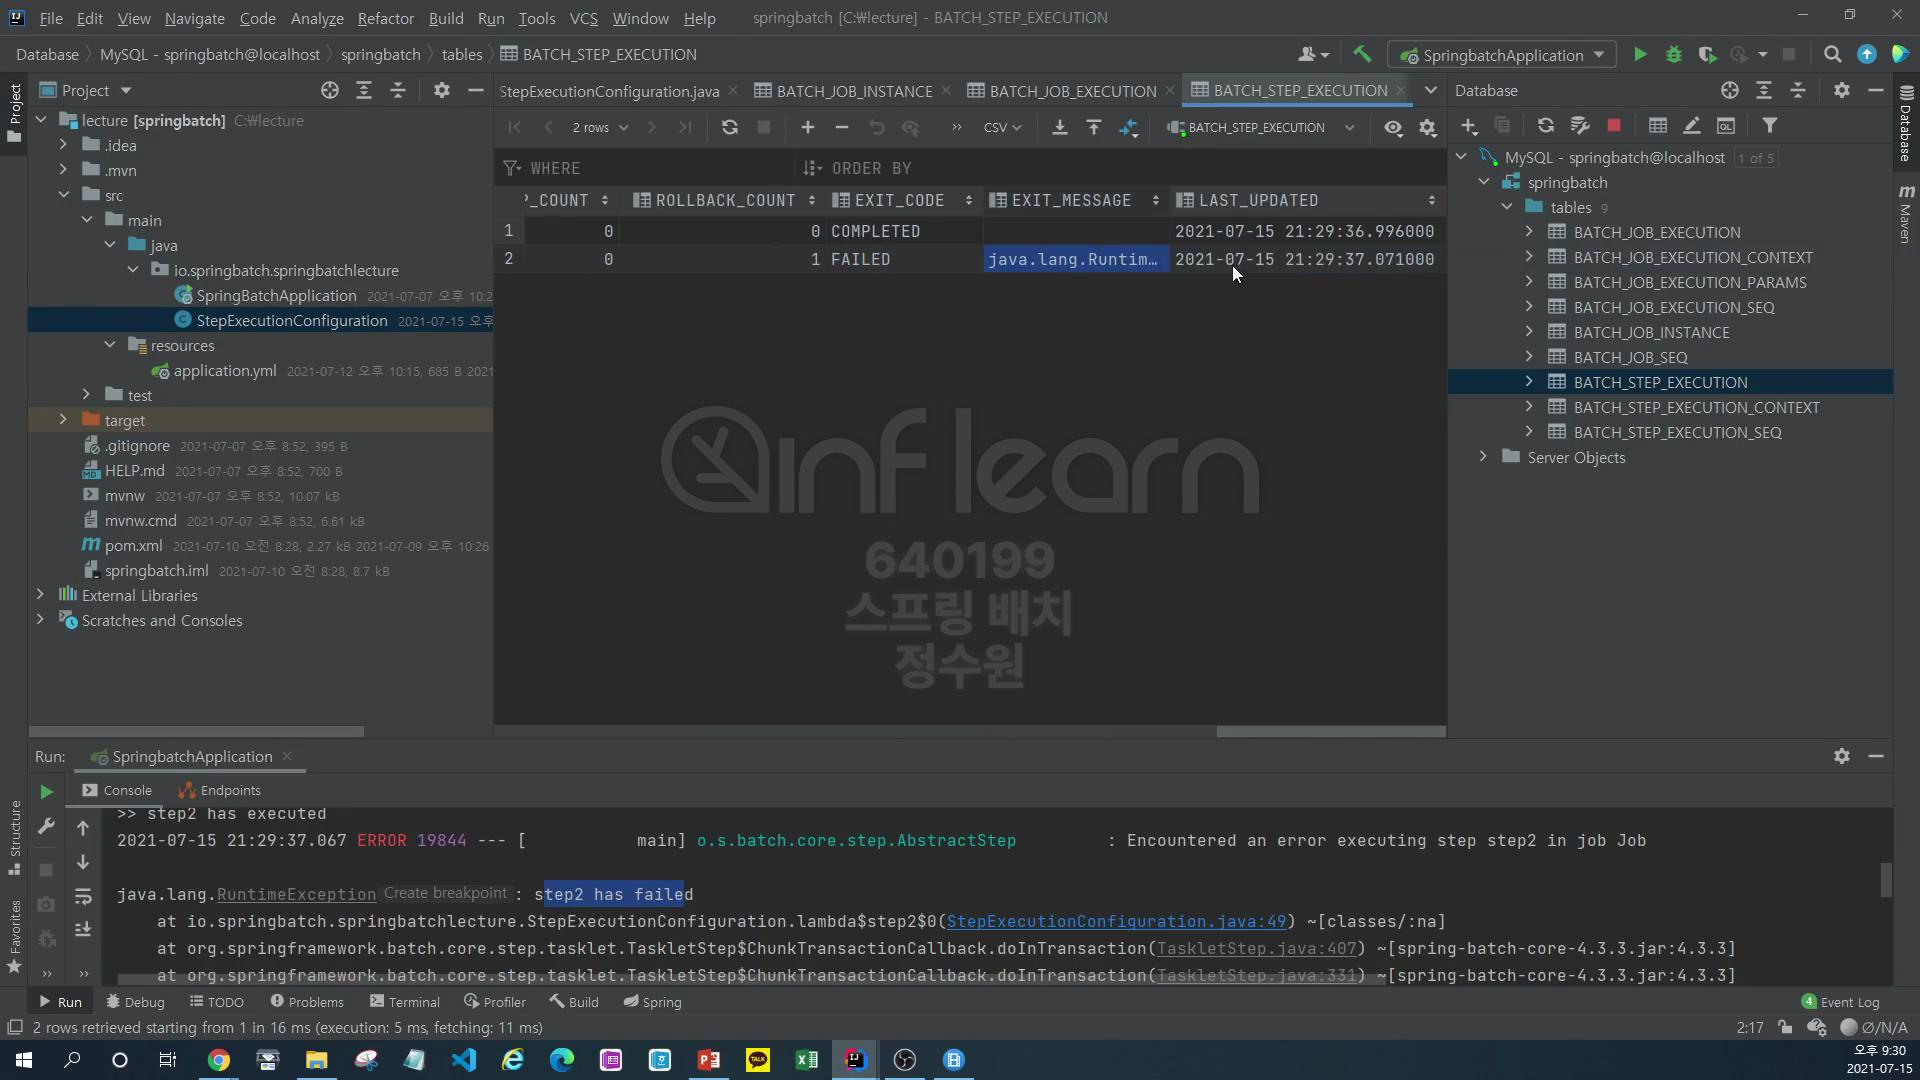 File Edit View Navigate Code Analyze Refactor Build Run Tools VCS Window Help springbatch [C:₩lecture] - BATCH_STEP_EXECUTION
Database MySQL - springbatch@localhost springbatch tables BATCH_STEP_EXECUTION
SpringbatchApplication
Project
StepExecutionConfiguration.java BATCH_JOB_INSTANCE BATCH_JOB_EXECUTION BATCH_STEP_EXECUTION
Database
2 rows CSV BATCH_STEP_EXECUTION
WHERE ORDER BY
_COUNT ROLLBACK_COUNT EXIT_CODE EXIT_MESSAGE LAST_UPDATED
1 0 0 COMPLETED 2021-07-15 21:29:36.996000
2 0 1 FAILED java.lang.Runtim… 2021-07-15 21:29:37.071000
Project
lecture [springbatch] C:₩lecture
.idea
.mvn
src
main
java
io.springbatch.springbatchlecture
SpringBatchApplication 2021-07-07 오후 10:2
StepExecutionConfiguration 2021-07-15 오후
resources
application.yml 2021-07-12 오후 10:15, 685 B 2021
test
target
.gitignore 2021-07-07 오후 8:52, 395 B
HELP.md 2021-07-07 오후 8:52, 700 B
mvnw 2021-07-07 오후 8:52, 10.07 kB
mvnw.cmd 2021-07-07 오후 8:52, 6.61 kB
pom.xml 2021-07-10 오전 8:28, 2.27 kB 2021-07-09 오후 10:26
springbatch.iml 2021-07-10 오전 8:28, 8.7 kB
External Libraries
Scratches and Consoles
inflearn
640199
스프링 배치
정수원
MySQL - springbatch@localhost 1 of 5
springbatch
tables 9
BATCH_JOB_EXECUTION
BATCH_JOB_EXECUTION_CONTEXT
BATCH_JOB_EXECUTION_PARAMS
BATCH_JOB_EXECUTION_SEQ
BATCH_JOB_INSTANCE
BATCH_JOB_SEQ
BATCH_STEP_EXECUTION
BATCH_STEP_EXECUTION_CONTEXT
BATCH_STEP_EXECUTION_SEQ
Server Objects
Database
Maven
Run: SpringbatchApplication
Console Endpoints
Structure
Favorites
>> step2 has executed
2021-07-15 21:29:37.067 ERROR 19844 --- [ main] o.s.batch.core.step.AbstractStep : Encountered an error executing step step2 in job Job
java.lang.RuntimeException Create breakpoint : step2 has failed
at io.springbatch.springbatchlecture.StepExecutionConfiguration.lambda$step2$0(StepExecutionConfiguration.java:49) ~[classes/:na]
at org.springframework.batch.core.step.tasklet.TaskletStep$ChunkTransactionCallback.doInTransaction(TaskletStep.java:407) ~[spring-batch-core-4.3.3.jar:4.3.3]
at org.springframework.batch.core.step.tasklet.TaskletStep$ChunkTransactionCallback.doInTransaction(TaskletStep.java:331) ~[spring-batch-core-4.3.3.jar:4.3.3]
Run Debug TODO Problems Terminal Profiler Build Spring 4 Event Log
2 rows retrieved starting from 1 in 16 ms (execution: 5 ms, fetching: 11 ms) 2:17 Ø/N/A
오후 9:30
2021-07-15